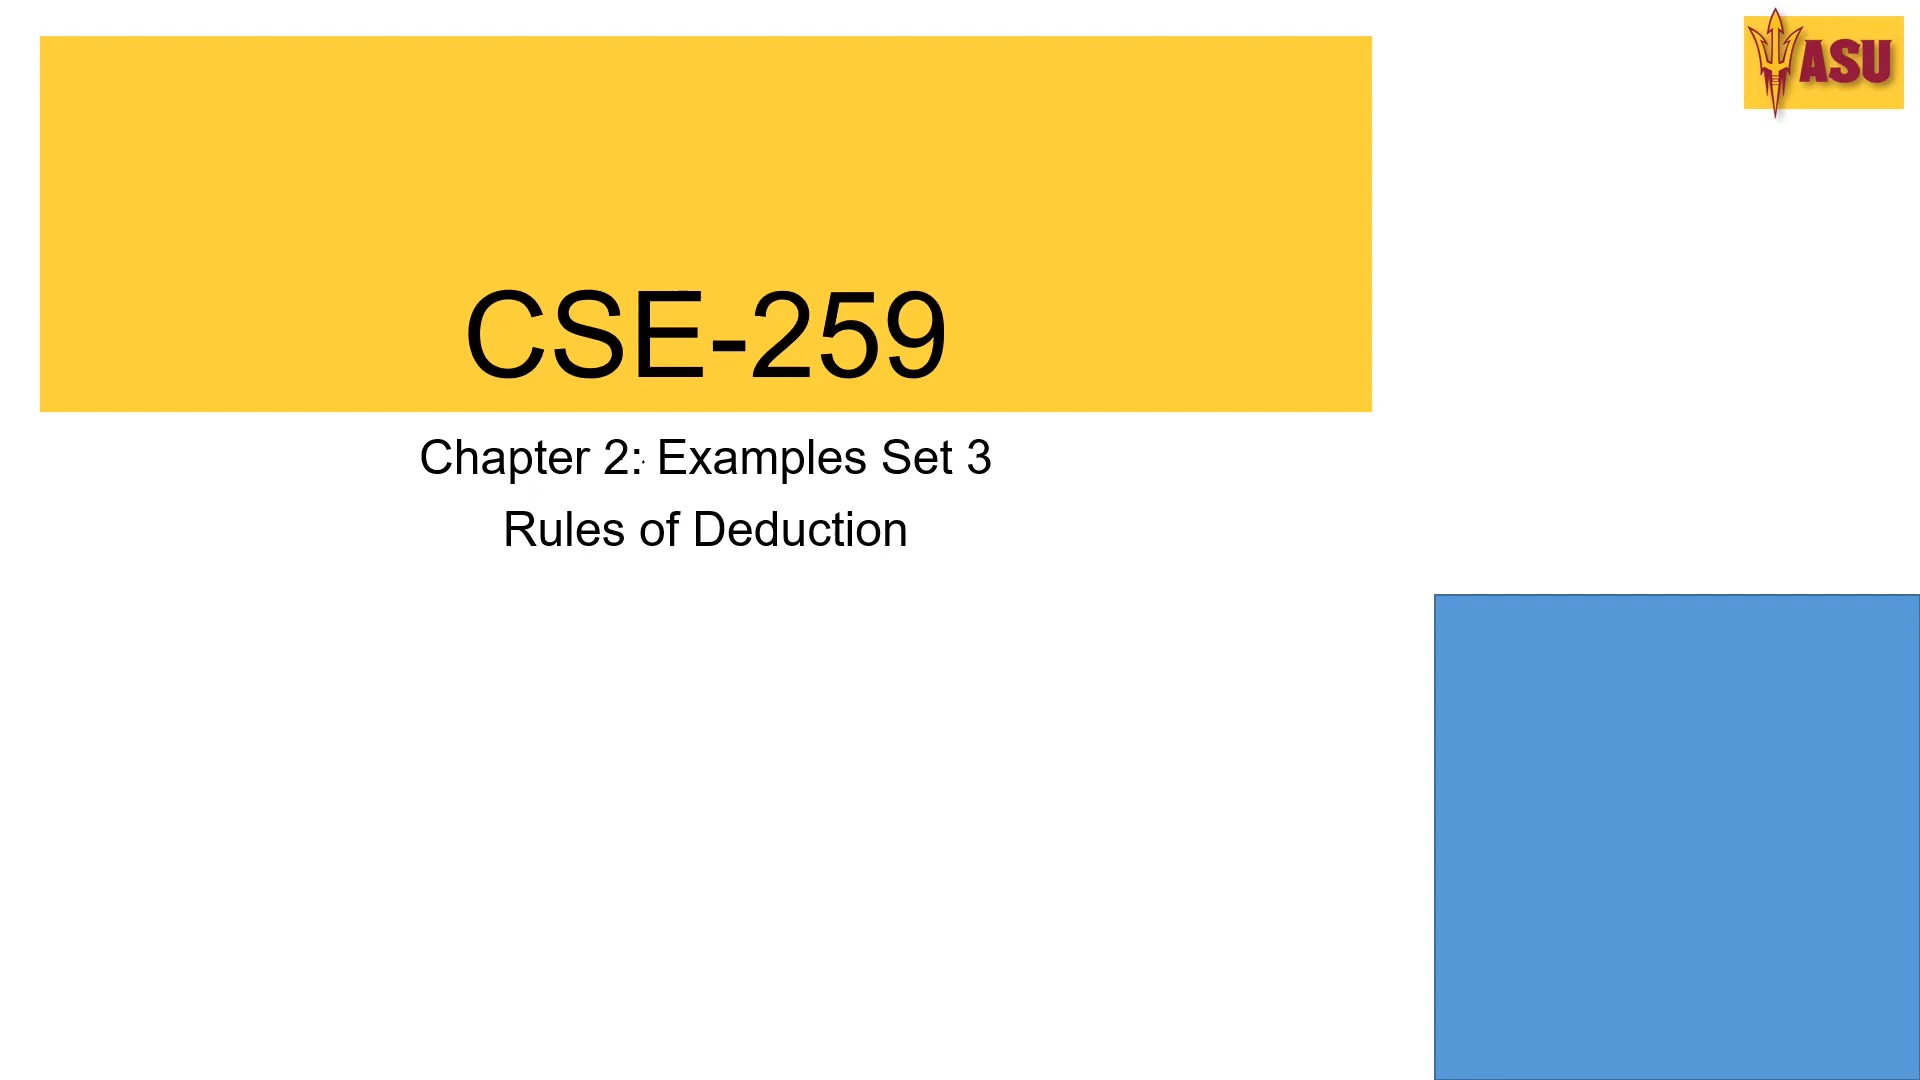 ASU
CSE-259
Chapter 2: Examples Set 3
Rules of Deduction